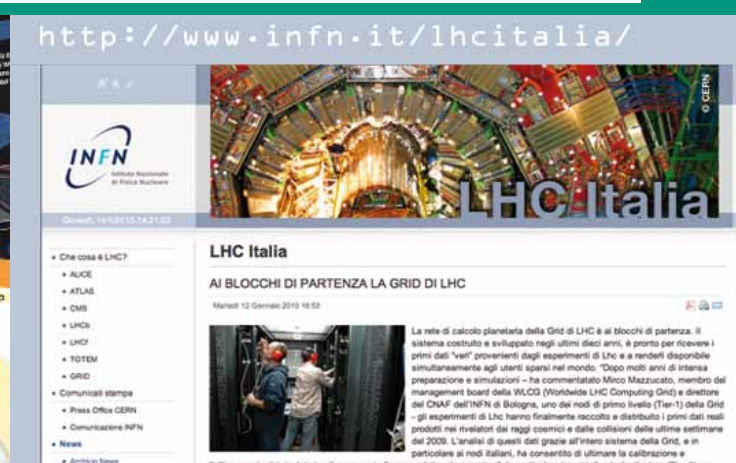 http://www.infn.it/lhcitalia/
© CERN
INFN
Istituto Nazionale
di Fisica Nucleare
LHC Italia
Giovedì, 14/1/2010-14:21:03
LHC Italia
AI BLOCCHI DI PARTENZA LA GRID DI LHC
Martedì 12 Gennaio 2010 16:53
Che cosa è LHC?
ALICE
ATLAS
CMS
LHCb
LHCf
TOTEM
GRID
Comunicati stampa
Press Office CERN
Comunicazione INFN
News
Archivio News
La rete di calcolo planetaria della Grid di LHC è ai blocchi di partenza. Il
sistema costruito e sviluppato negli ultimi dieci anni, è pronto per ricevere i
primi dati "veri" provenienti dagli esperimenti di Lhc e a renderli disponibile
simultaneamente agli utenti sparsi nel mondo. "Dopo molti anni di intensa
preparazione e simulazioni – ha commentato Mirco Mazzucato, membro del
management board della WLCG (Worldwide LHC Computing Grid) e direttore
del CNAF dell'INFN di Bologna, uno dei nodi di primo livello (Tier-1) della Grid
- gli esperimenti di Lhc hanno finalmente raccolto e distribuito i primi dati reali
prodotti nei rivelatori dai raggi cosmici e dalle collisioni delle ultime settimane
del 2009. L'analisi di questi dati grazie all'intero sistema della Grid, e in
particolare ai nodi italiani, ha consentito di ultimare la calibrazione e